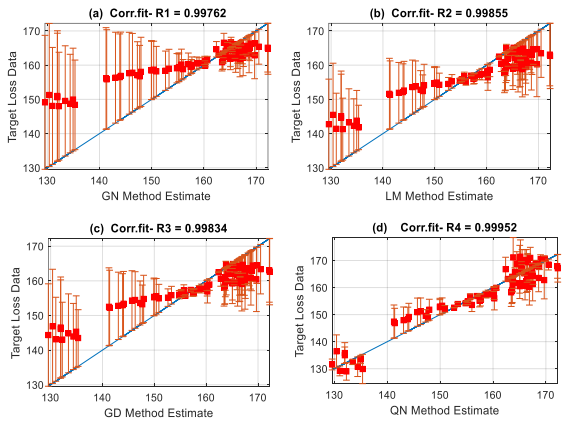 (a) Corr.fit- R1 = 0.99762
170
160
150
140
130
Target Loss Data
130 140 150 160 170
GN Method Estimate
(b) Corr.fit- R2 = 0.99855
170
160
150
140
130
Target Loss Data
130 140 150 160 170
LM Method Estimate
(c) Corr.fit- R3 = 0.99834
170
160
150
140
130
Target Loss Data
130 140 150 160 170
GD Method Estimate
(d) Corr.fit- R4 = 0.99952
170
160
150
140
130
Target Loss Data
130 140 150 160 170
QN Method Estimate